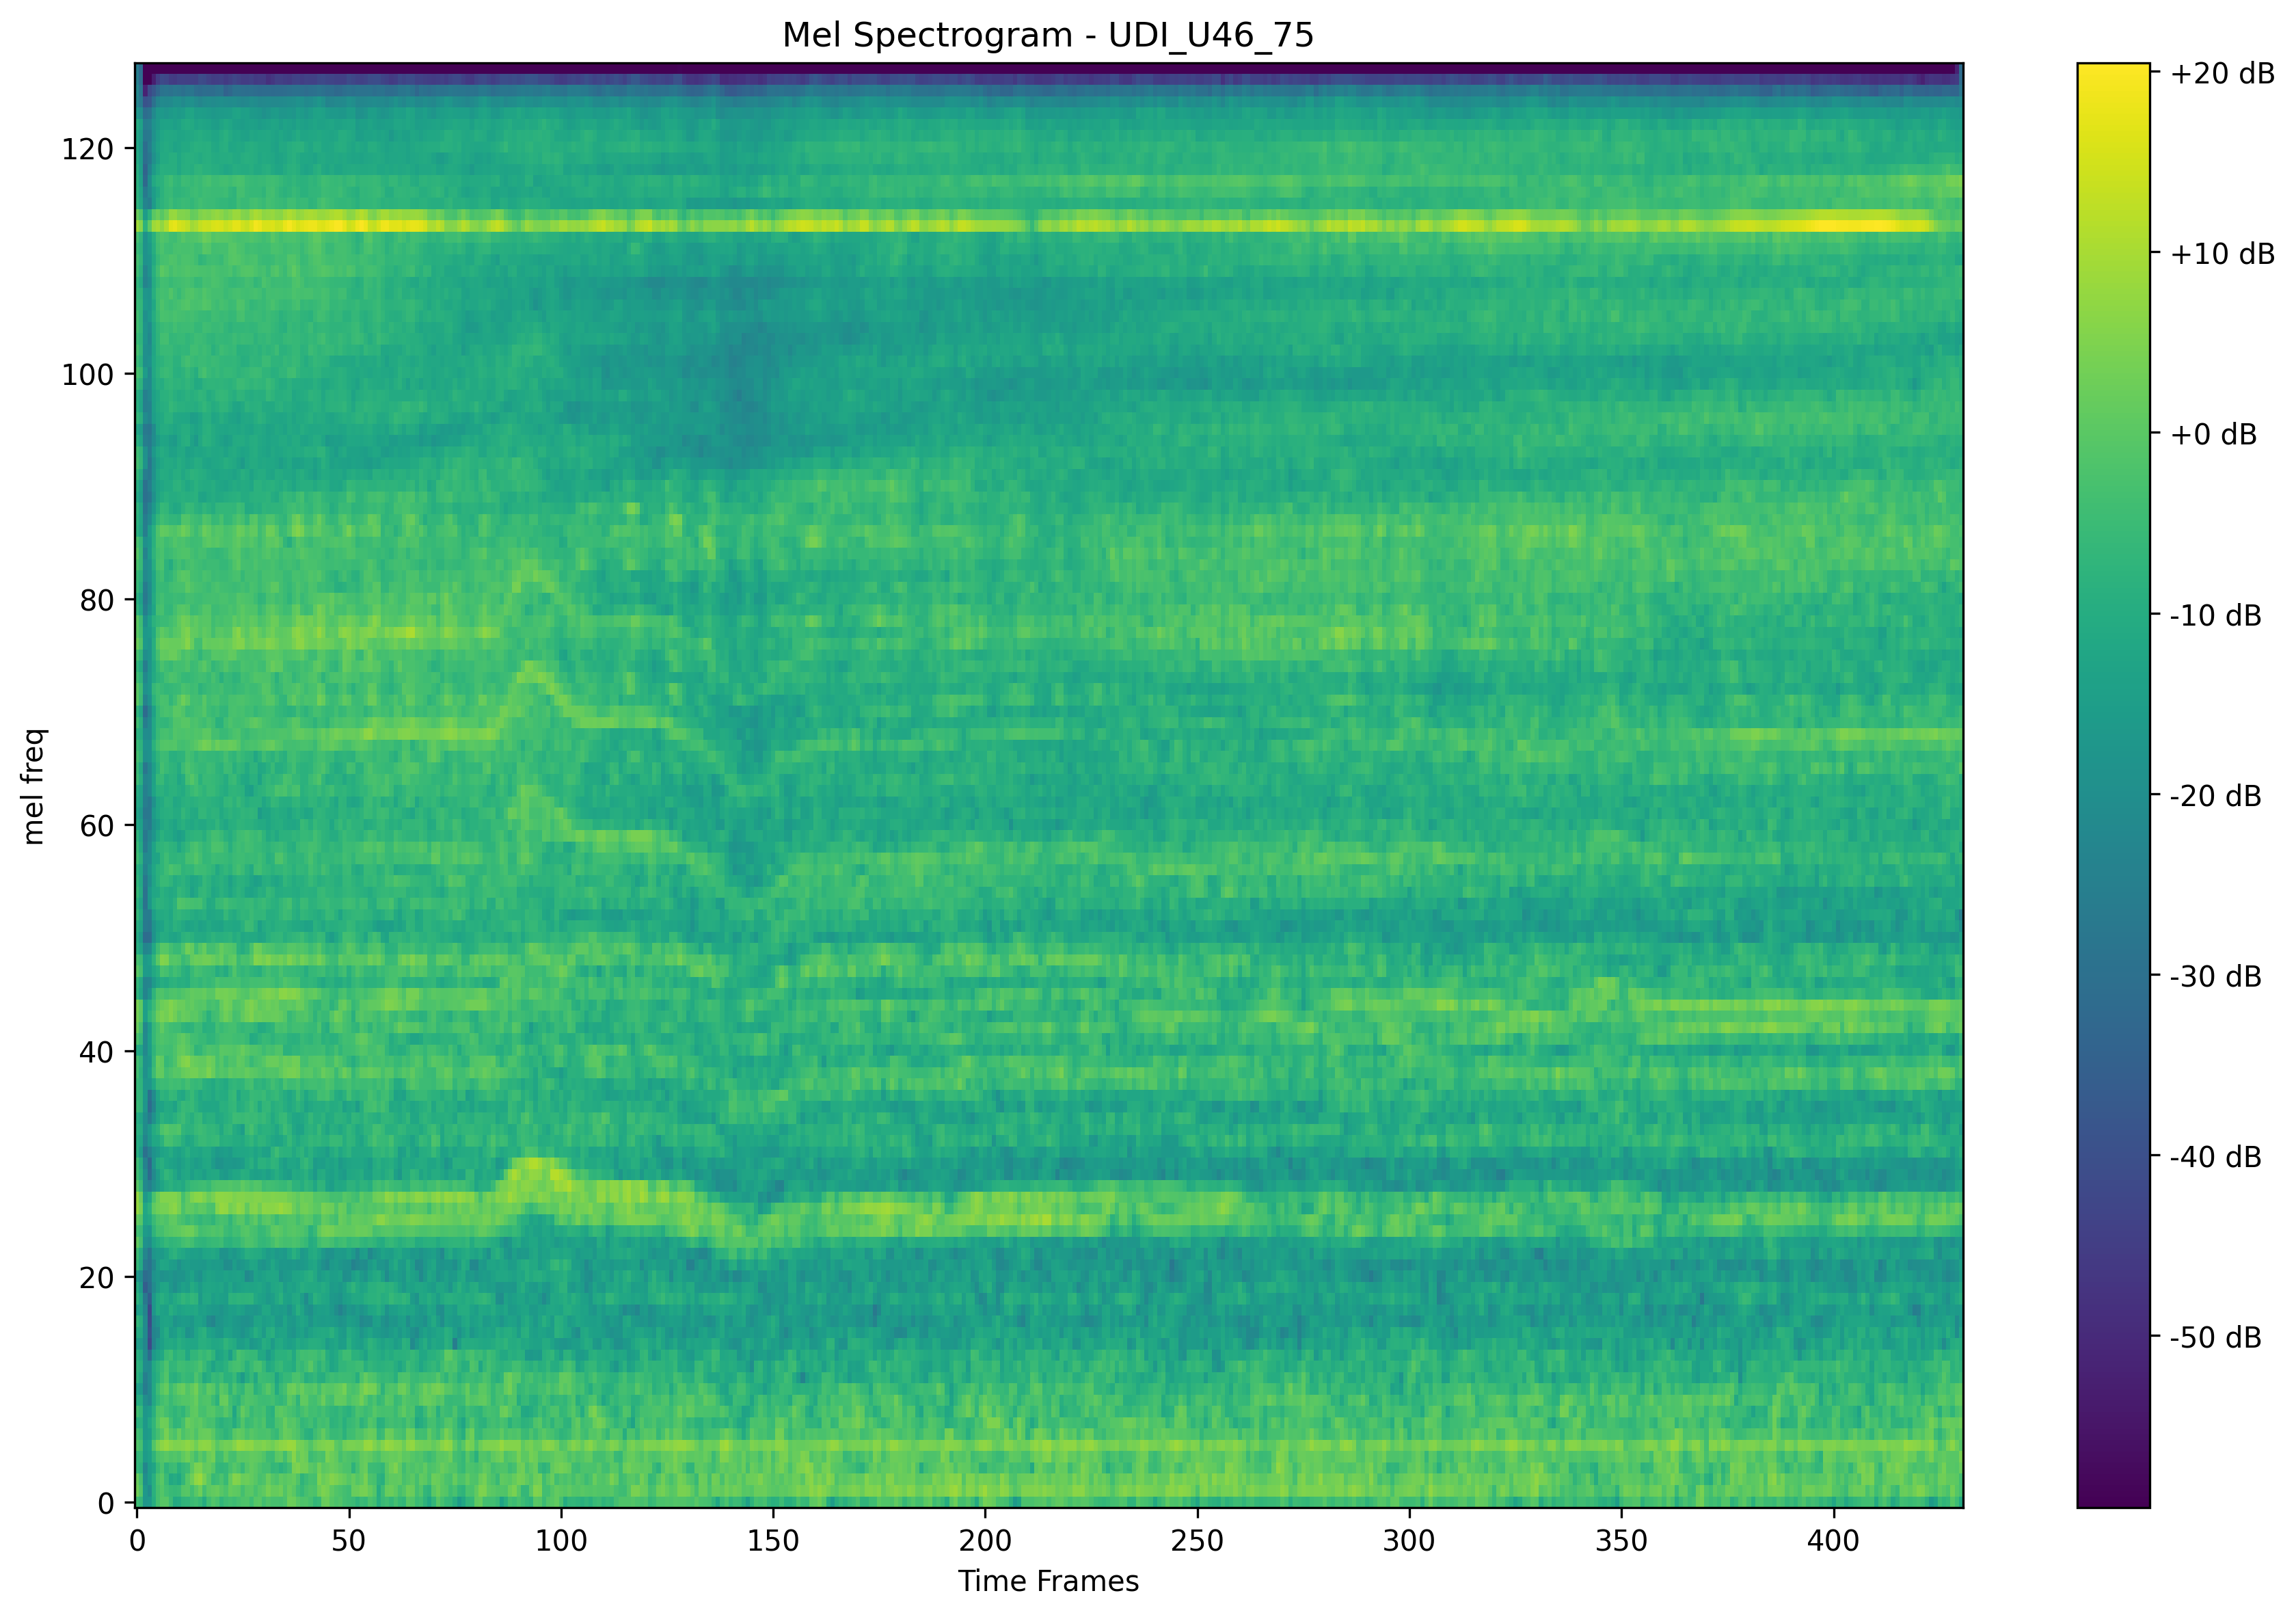 Mel Spectrogram - UDI_U46_75
mel freq
120
100
80
60
40
20
0
0 50 100 150 200 250 300 350 400
Time Frames
+20 dB
+10 dB
+0 dB
-10 dB
-20 dB
-30 dB
-40 dB
-50 dB